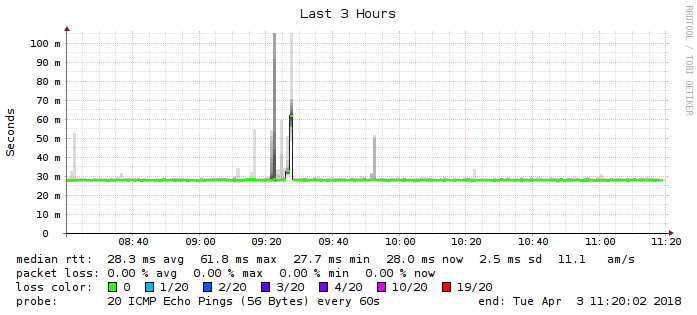 Last 3 Hours
RRDTOOL / TOBI OETIKER
Seconds
100 m
90 m
80 m
70 m
60 m
50 m
40 m
30 m
20 m
10 m
0
08:40 09:00 09:20 09:40 10:00 10:20 10:40 11:00 11:20
median rtt: 28.3 ms avg 61.8 ms max 27.7 ms min 28.0 ms now 2.5 ms sd 11.1 am/s
packet loss: 0.00 % avg 0.00 % max 0.00 % min 0.00 % now
loss color: 0 1/20 2/20 3/20 4/20 10/20 19/20
probe: 20 ICMP Echo Pings (56 Bytes) every 60s end: Tue Apr 3 11:20:02 2018